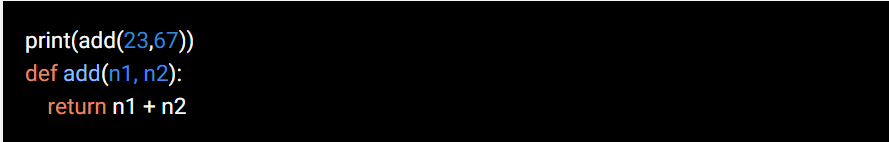 print(add(23,67))
def add(n1, n2):
    return n1 + n2